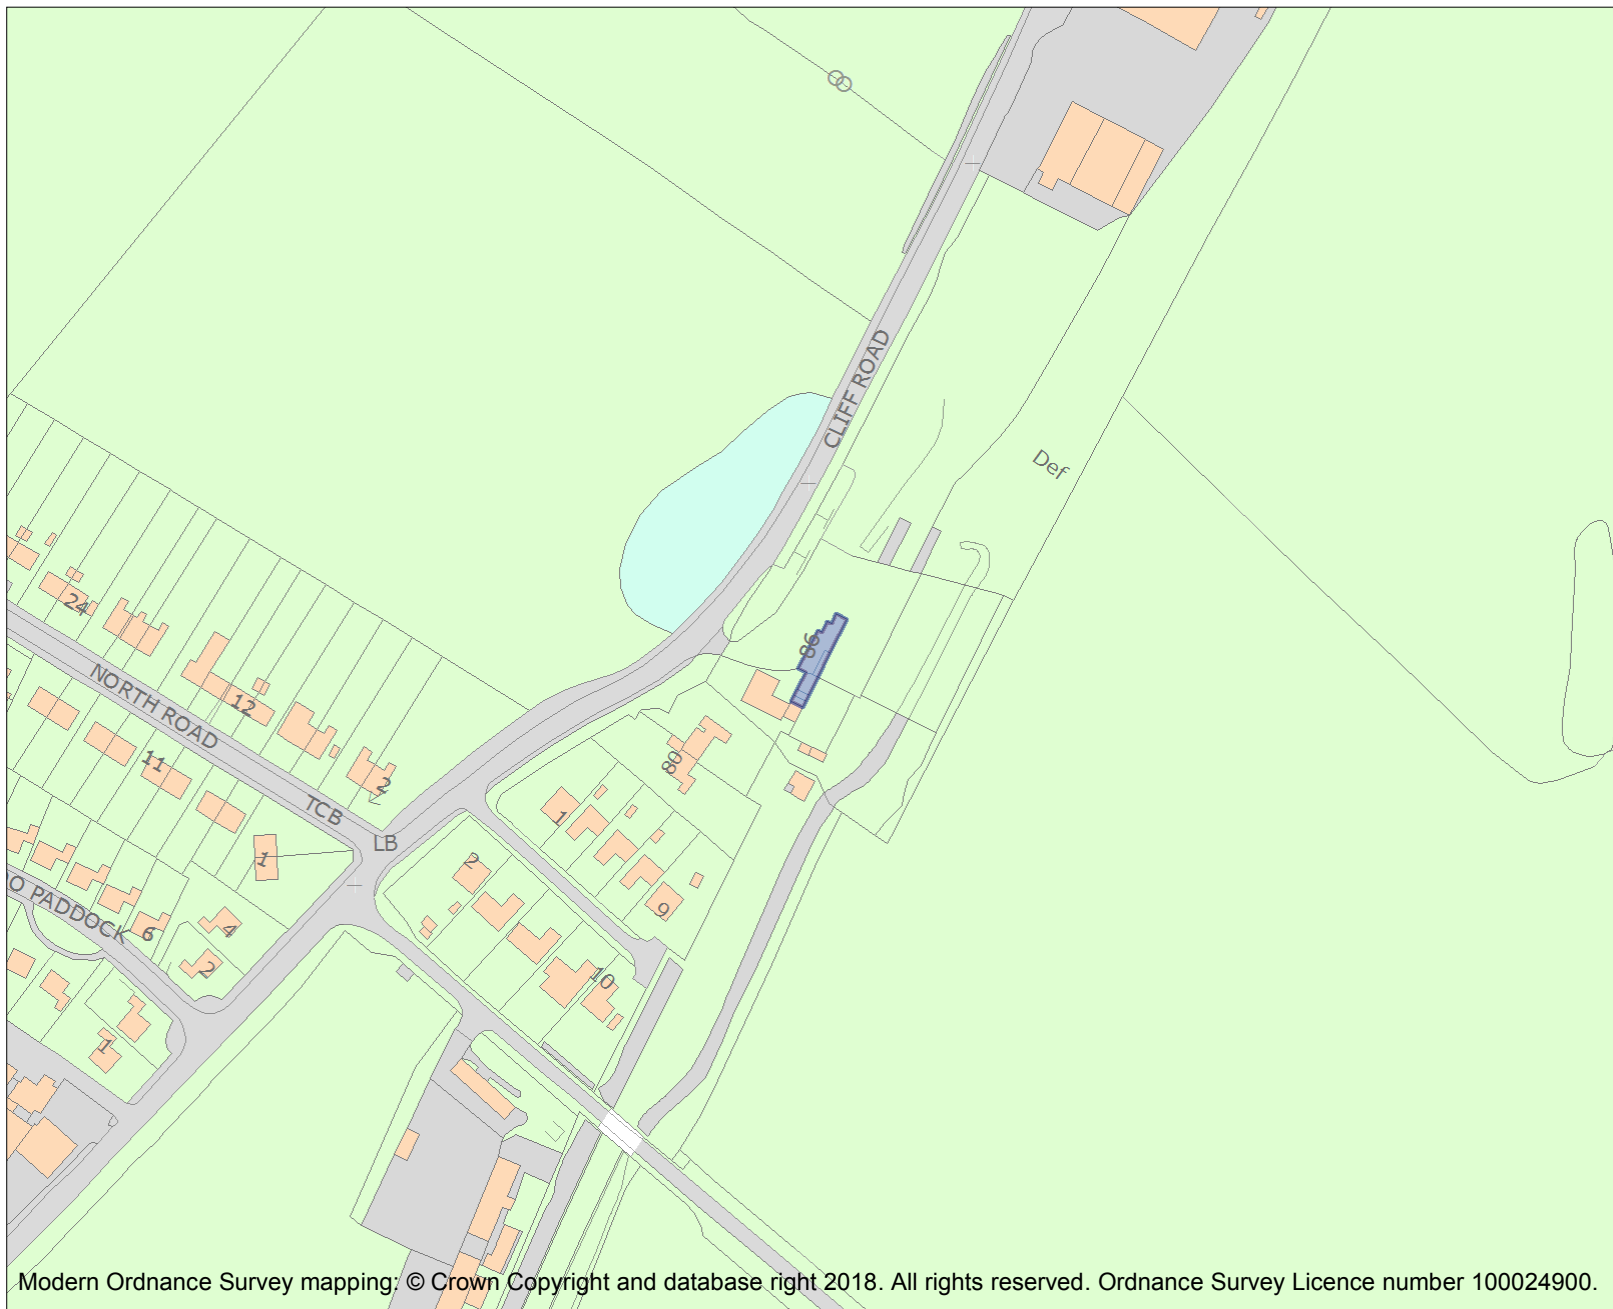 CLIFF ROAD
Def
24
86
NORTH ROAD
12
80
11
2
TCB
1
LB
1
2
O PADDOCK
9
6
4
10
2
1
Modern Ordnance Survey mapping: © Crown Copyright and database right 2018. All rights reserved. Ordnance Survey Licence number 100024900.